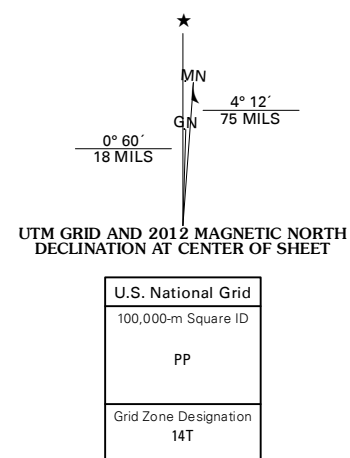 MN
4° 12´
75 MILS
GN
0° 60´
18 MILS
UTM GRID AND 2012 MAGNETIC NORTH
DECLINATION AT CENTER OF SHEET
U.S. National Grid
100,000-m Square ID
PP
Grid Zone Designation
14T